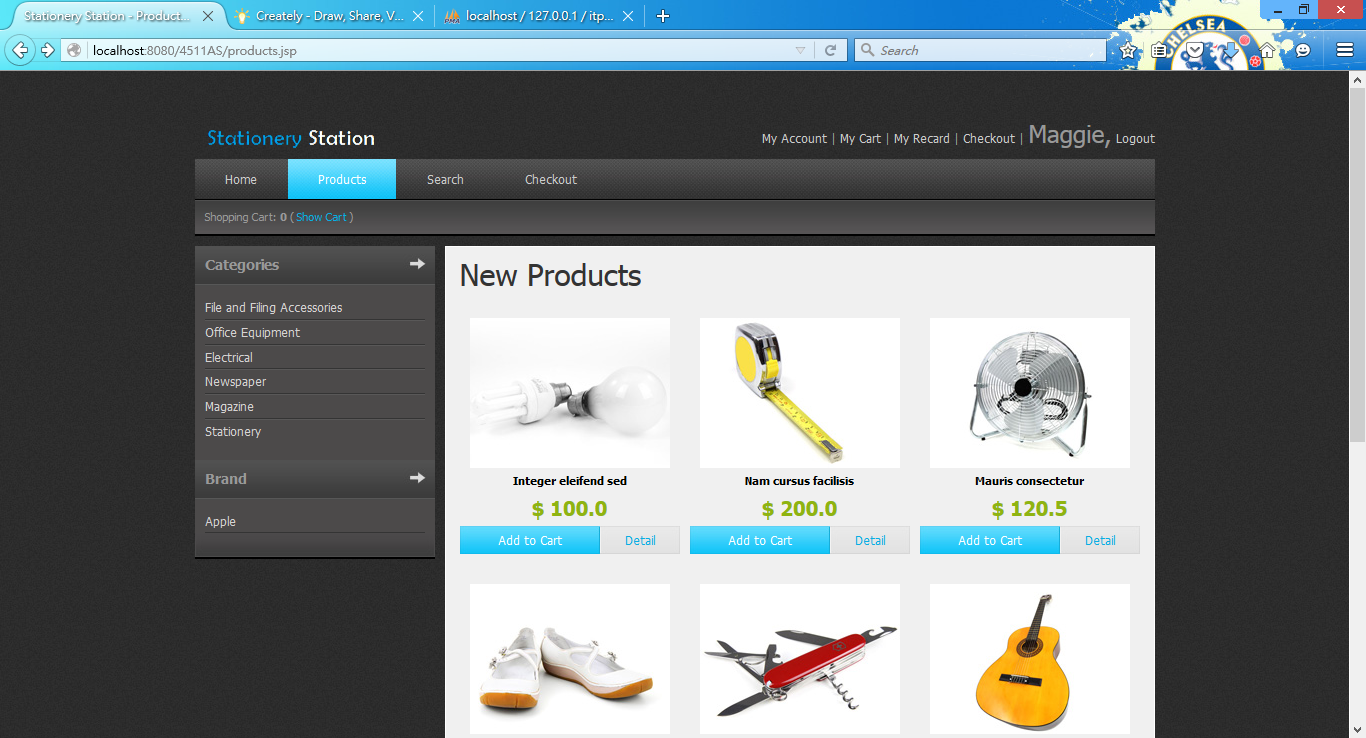 Stationery Station - Product...
Creately - Draw, Share, V...
localhost / 127.0.0.1 / itp...
localhost:8080/4511AS/products.jsp
Search
CHELSEA
Stationery Station
My Account | My Cart | My Recard | Checkout | Maggie, Logout
Home Products Search Checkout
Shopping Cart: 0 ( Show Cart )
Categories
File and Filing Accessories
Office Equipment
Electrical
Newspaper
Magazine
Stationery
Brand
Apple
New Products
Integer eleifend sed
$ 100.0
Add to Cart Detail
Nam cursus facilisis
$ 200.0
Add to Cart Detail
Mauris consectetur
$ 120.5
Add to Cart Detail